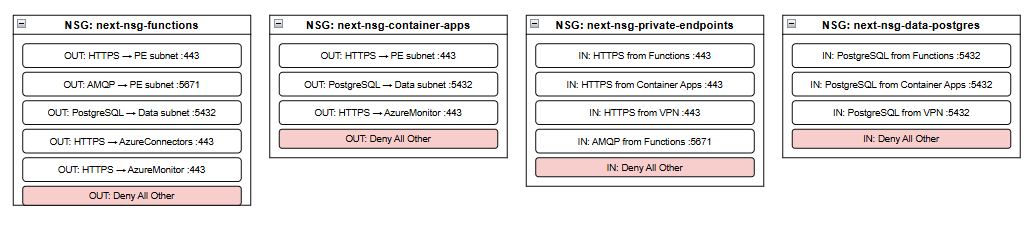 NSG: next-nsg-functions
OUT: HTTPS → PE subnet :443
OUT: AMQP → PE subnet :5671
OUT: PostgreSQL → Data subnet :5432
OUT: HTTPS → AzureConnectors :443
OUT: HTTPS → AzureMonitor :443
OUT: Deny All Other
NSG: next-nsg-container-apps
OUT: HTTPS → PE subnet :443
OUT: PostgreSQL → Data subnet :5432
OUT: HTTPS → AzureMonitor :443
OUT: Deny All Other
NSG: next-nsg-private-endpoints
IN: HTTPS from Functions :443
IN: HTTPS from Container Apps :443
IN: HTTPS from VPN :443
IN: AMQP from Functions :5671
IN: Deny All Other
NSG: next-nsg-data-postgres
IN: PostgreSQL from Functions :5432
IN: PostgreSQL from Container Apps :5432
IN: PostgreSQL from VPN :5432
IN: Deny All Other